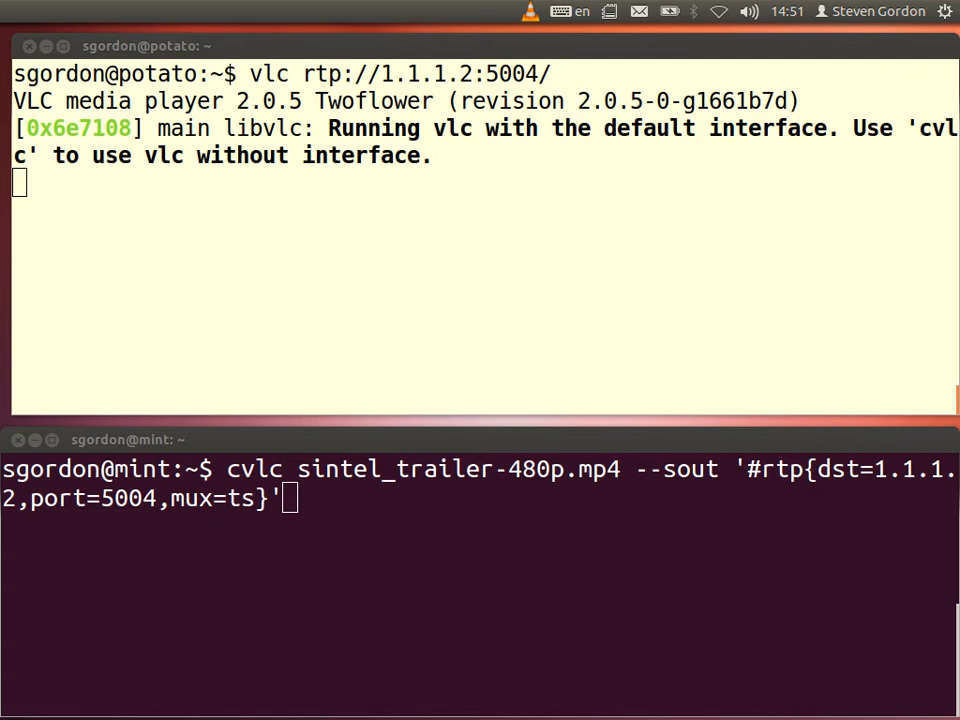 en 14:51 Steven Gordon
sgordon@potato: ~
sgordon@potato:~$ vlc rtp://1.1.1.2:5004/
VLC media player 2.0.5 Twoflower (revision 2.0.5-0-g1661b7d)
[0x6e7108] main libvlc: Running vlc with the default interface. Use 'cvl
c' to use vlc without interface.
sgordon@mint: ~
sgordon@mint:~$ cvlc sintel_trailer-480p.mp4 --sout '#rtp{dst=1.1.1.
2,port=5004,mux=ts}'